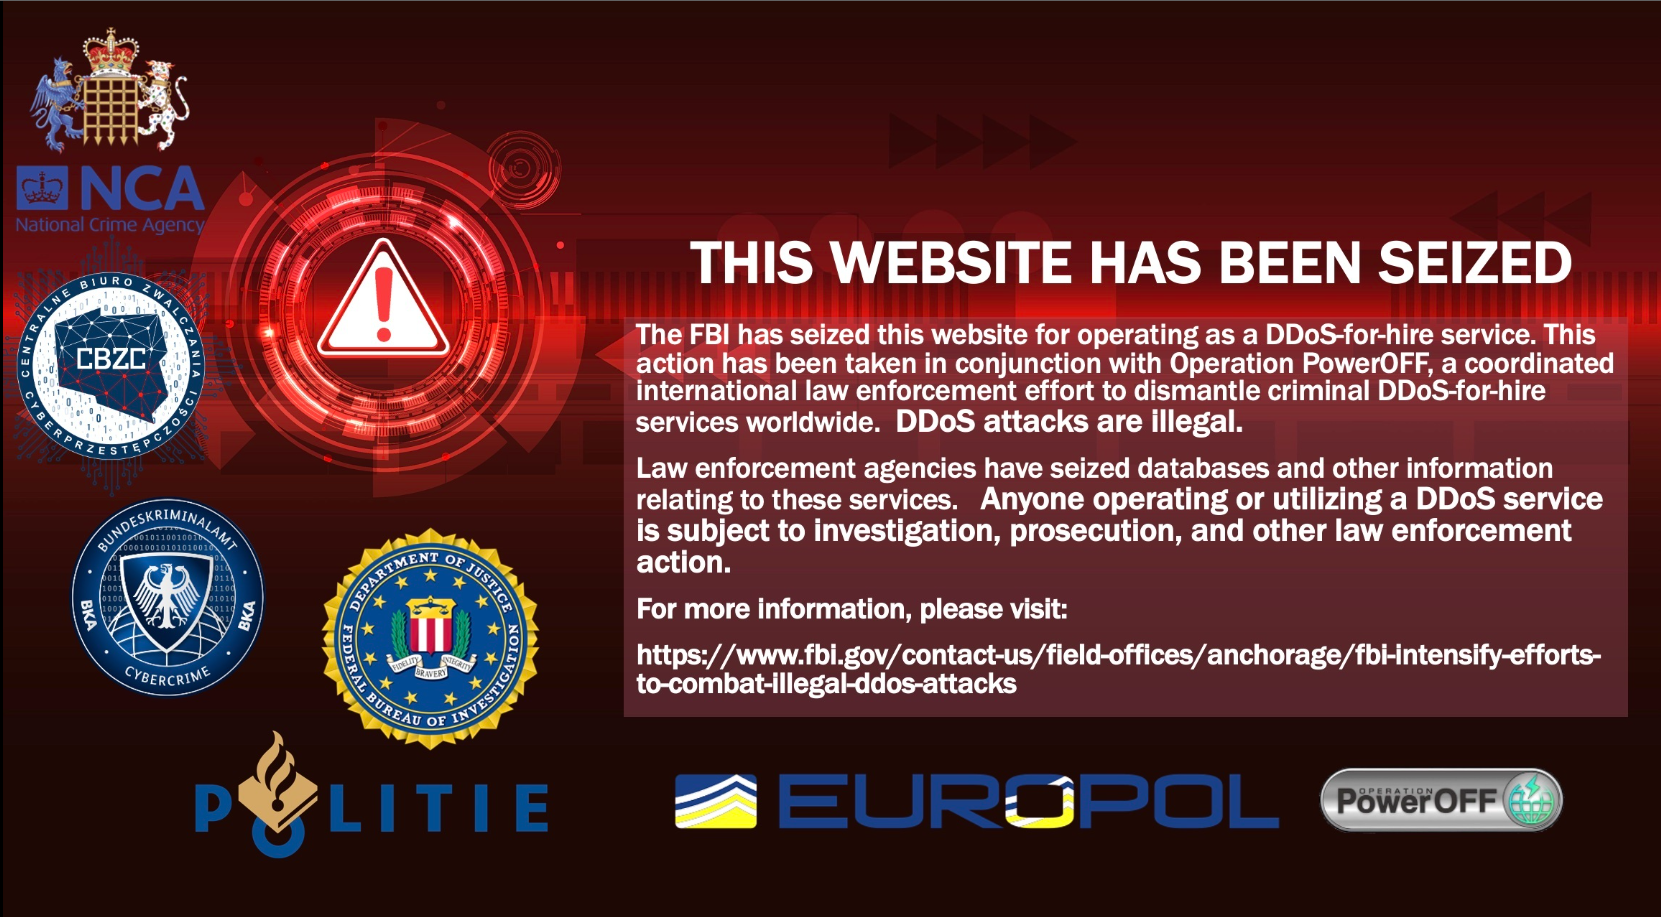 NCA
National Crime Agency
CENTRALNE BIURO ZWALCZANIA
CBZC
CYBERPRZESTĘPCZOŚCI
BUNDESKRIMINALAMT
BKA
BKA
CYBERCRIME
DEPARTMENT OF JUSTICE
FIDELITY
BRAVERY
INTEGRITY
FEDERAL BUREAU OF INVESTIGATION
POLITIE
THIS WEBSITE HAS BEEN SEIZED
The FBI has seized this website for operating as a DDoS-for-hire service. This
action has been taken in conjunction with Operation PowerOFF, a coordinated
international law enforcement effort to dismantle criminal DDoS-for-hire
services worldwide. DDoS attacks are illegal.
Law enforcement agencies have seized databases and other information
relating to these services. Anyone operating or utilizing a DDoS service
is subject to investigation, prosecution, and other law enforcement
action.
For more information, please visit:
https://www.fbi.gov/contact-us/field-offices/anchorage/fbi-intensify-efforts-
to-combat-illegal-ddos-attacks
EUROPOL
OPERATION
PowerOFF